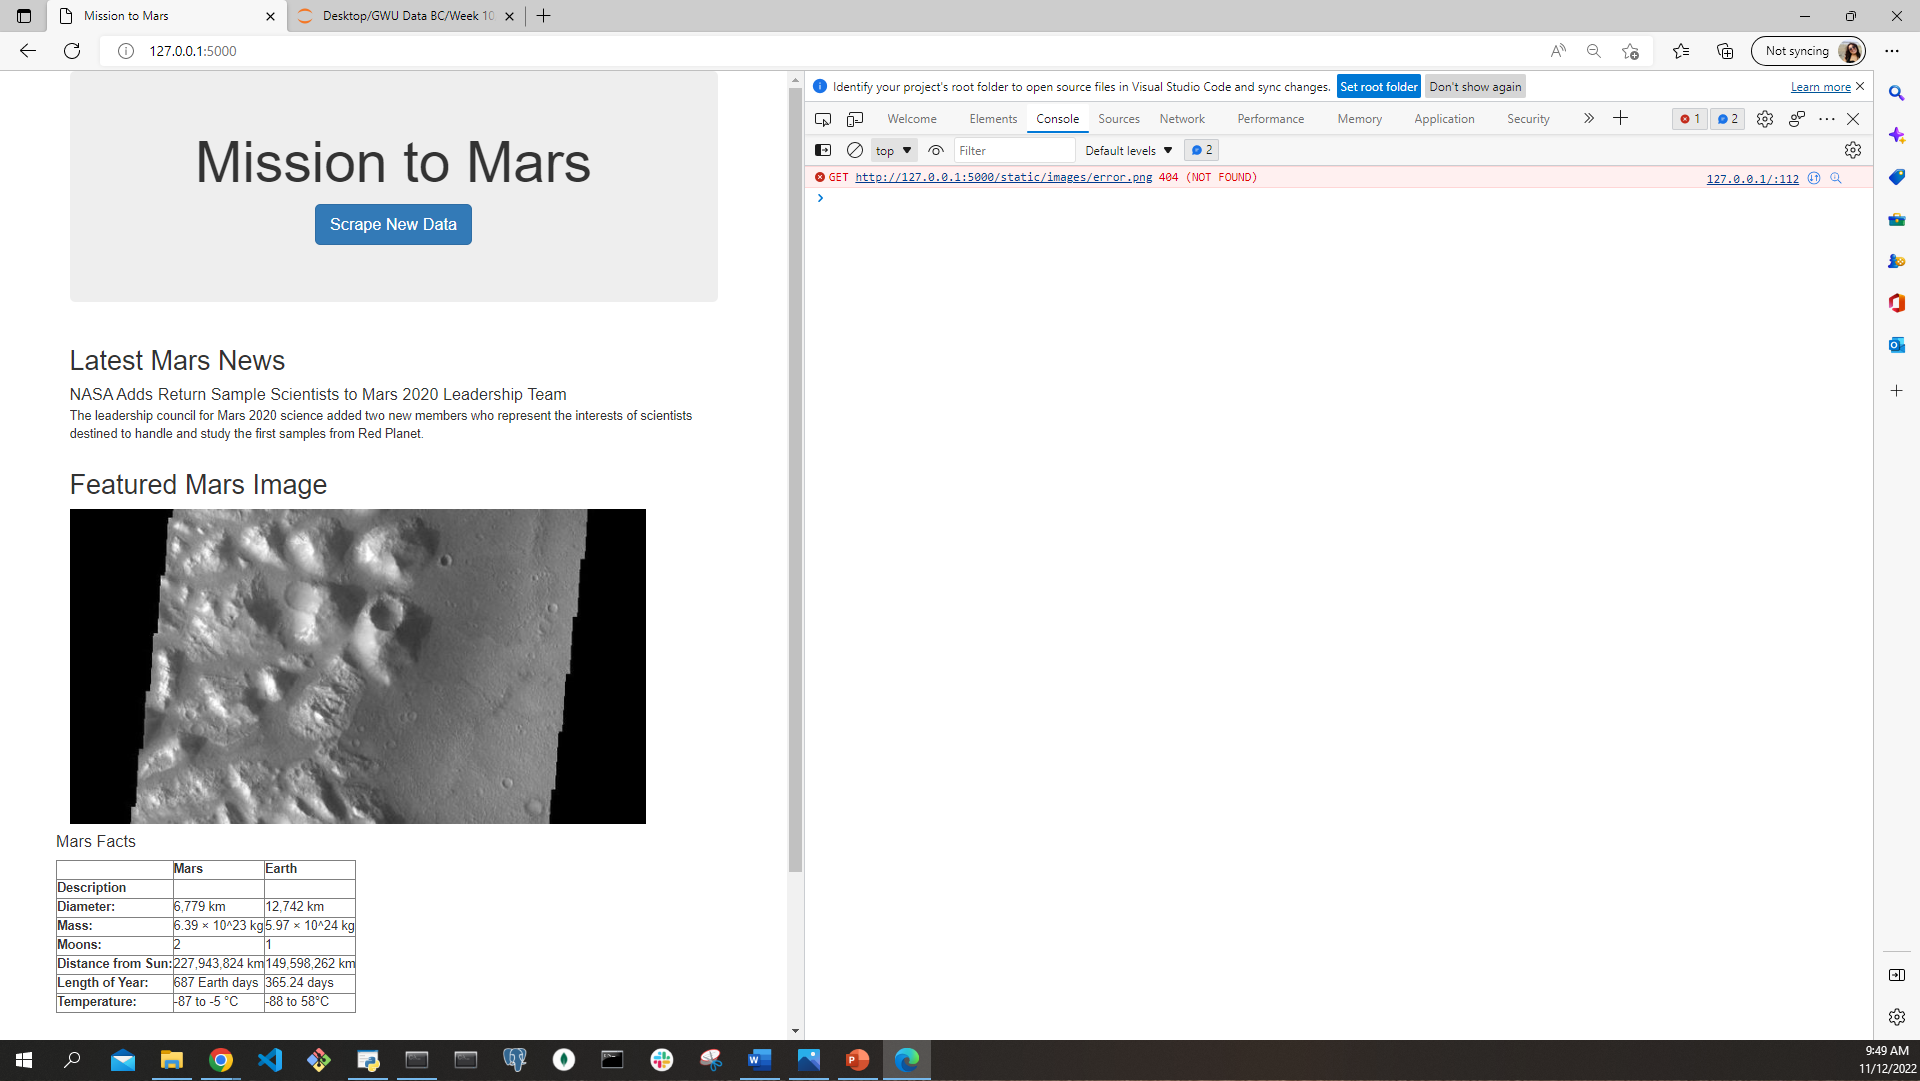 Mission to Mars
Desktop/GWU Data BC/Week 10
127.0.0.1:5000
Not syncing
Identify your project's root folder to open source files in Visual Studio Code and sync changes. Set root folder Don't show again Learn more
Welcome Elements Console Sources Network Performance Memory Application Security 1 2
top Filter Default levels 2
GET http://127.0.0.1:5000/static/images/error.png 404 (NOT FOUND) 127.0.0.1/:112
Mission to Mars
Scrape New Data
Latest Mars News
NASA Adds Return Sample Scientists to Mars 2020 Leadership Team
The leadership council for Mars 2020 science added two new members who represent the interests of scientists
destined to handle and study the first samples from Red Planet.
Featured Mars Image
Mars Facts
Mars Earth
Description
Diameter: 6,779 km 12,742 km
Mass: 6.39 × 10^23 kg 5.97 × 10^24 kg
Moons: 2 1
Distance from Sun: 227,943,824 km 149,598,262 km
Length of Year: 687 Earth days 365.24 days
Temperature: -87 to -5 °C -88 to 58°C
9:49 AM
11/12/2022